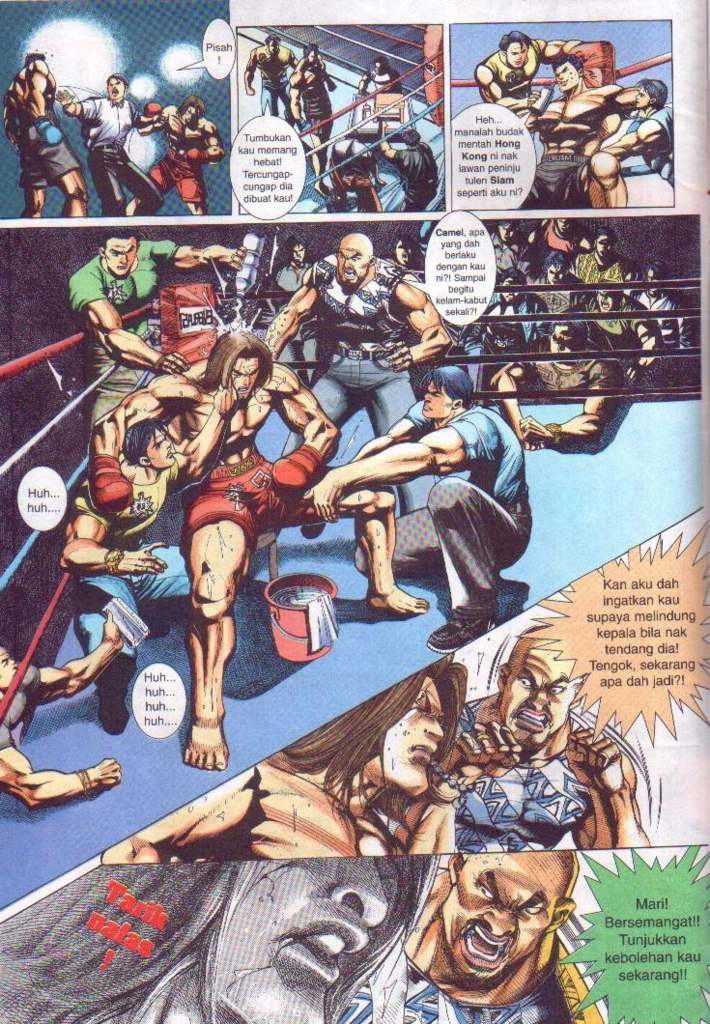 Pisah
!
Tumbukan
kau memang
hebat!
Tercungap-
cungap dia
dibuat kau!
Heh...
manalah budak
mentah Hong
Kong ni nak
lawan peninju
tulen Siam
seperti aku ni?
Camel, apa
yang dah
berlaku
dengan kau
ni?! Sampai
begitu
kelam-kabut
sekali?!
Huh...
huh....
Huh...
huh...
huh...
huh....
Kan aku dah
ingatkan kau
supaya melindung
kepala bila nak
tendang dia!
Tengok, sekarang
apa dah jadi?!
Tarik
nafas
!
Mari!
Bersemangat!!
Tunjukkan
kebolehan kau
sekarang!!